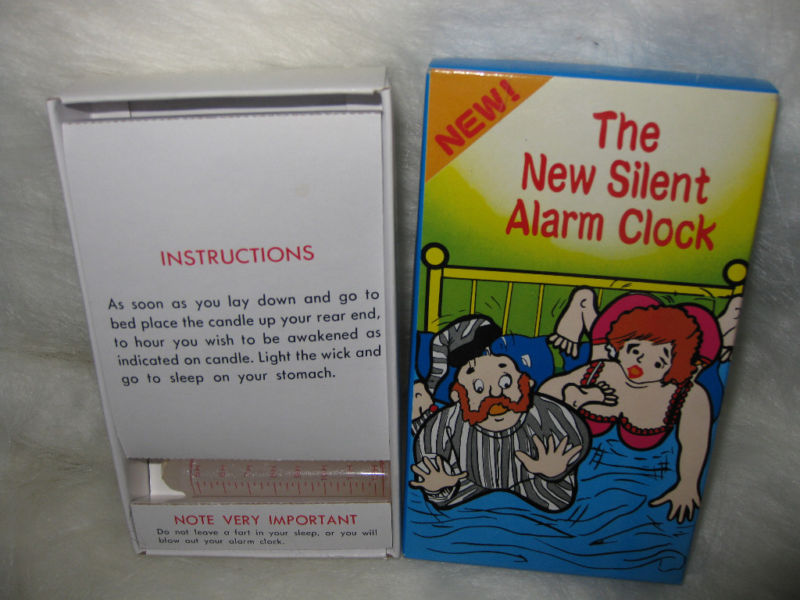 INSTRUCTIONS
As soon as you lay down and go to
bed place the candle up your rear end,
to hour you wish to be awakened as
indicated on candle. Light the wick and
go to sleep on your stomach.
NOTE VERY IMPORTANT
Do not leave a fart in your sleep, or you will
blow out your alarm clock.
NEW!
The
New Silent
Alarm Clock